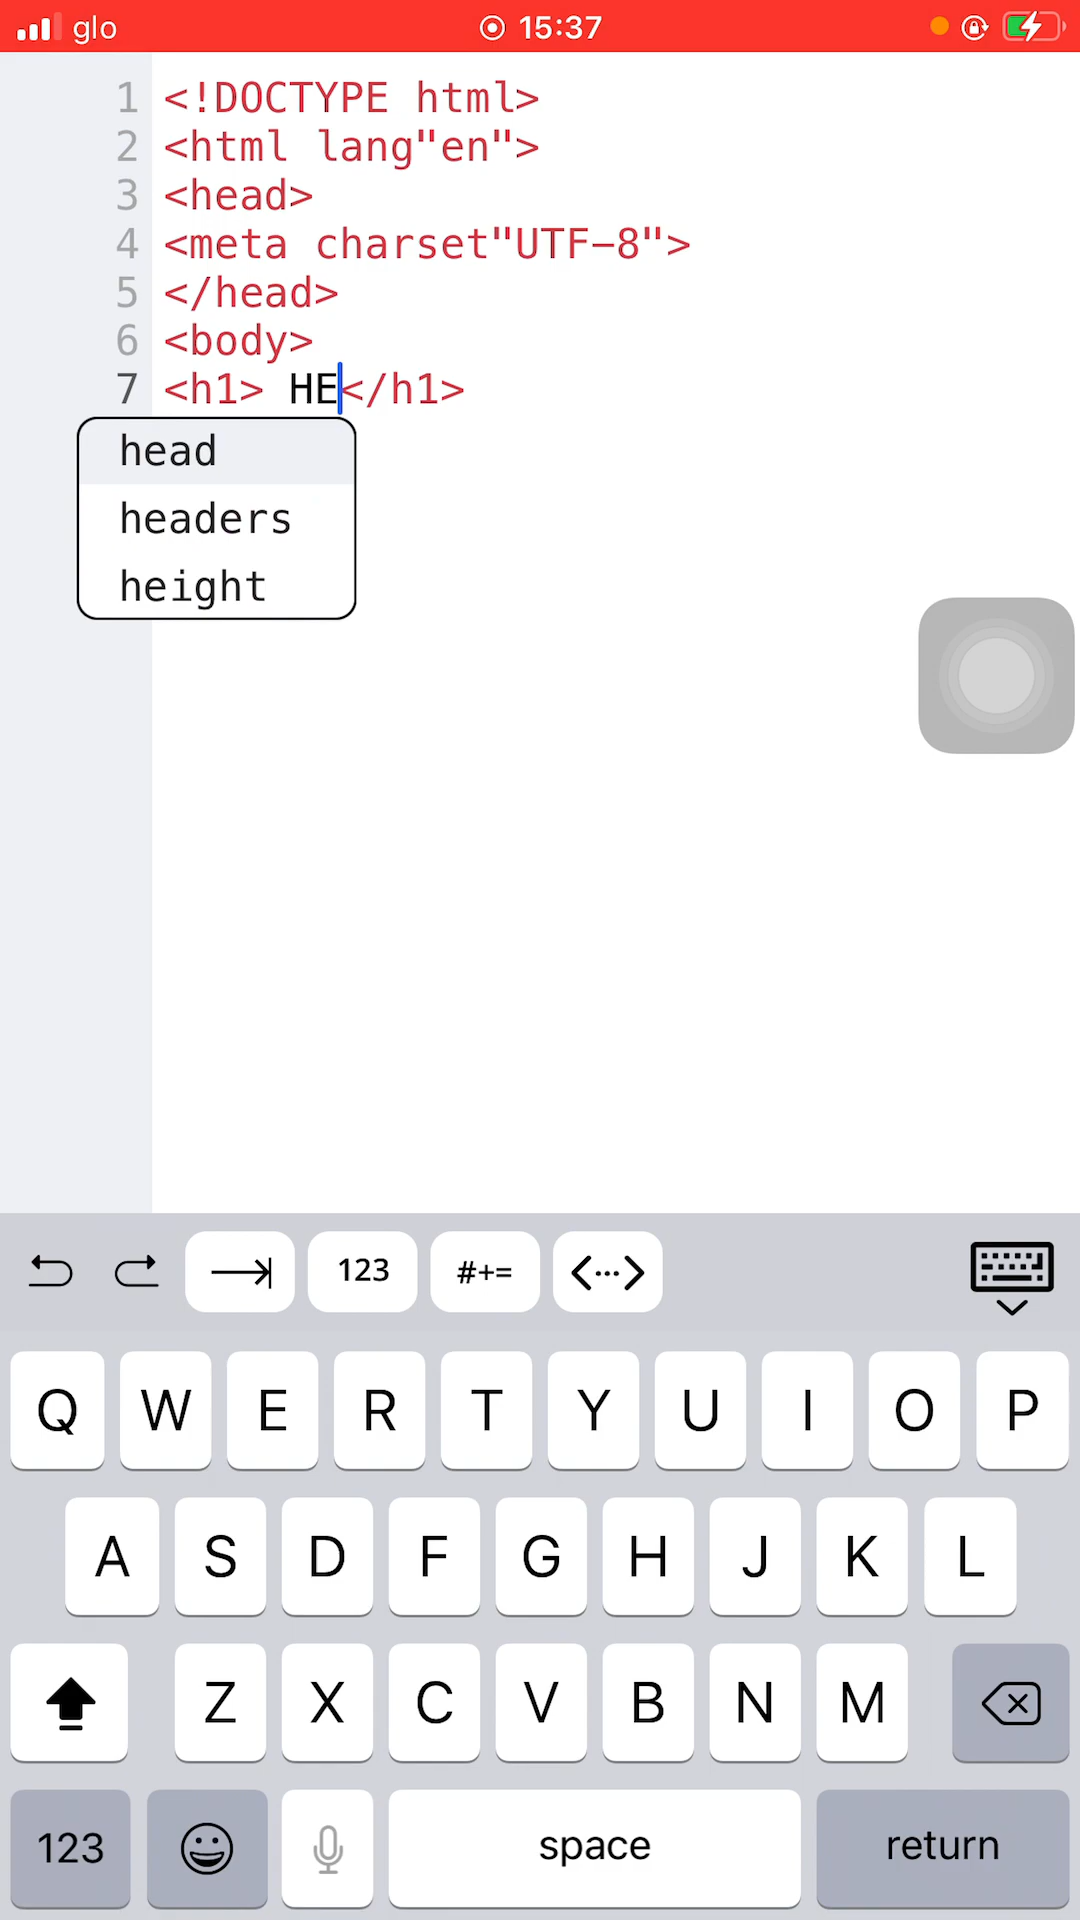 glo 15:37
1 <!DOCTYPE html>
2 <html lang"en">
3 <head>
4 <meta charset"UTF-8">
5 </head>
6 <body>
7 <h1> HE</h1>
head
headers
height
123 #+= <...>
Q W E R T Y U I O P
A S D F G H J K L
Z X C V B N M
123 space return